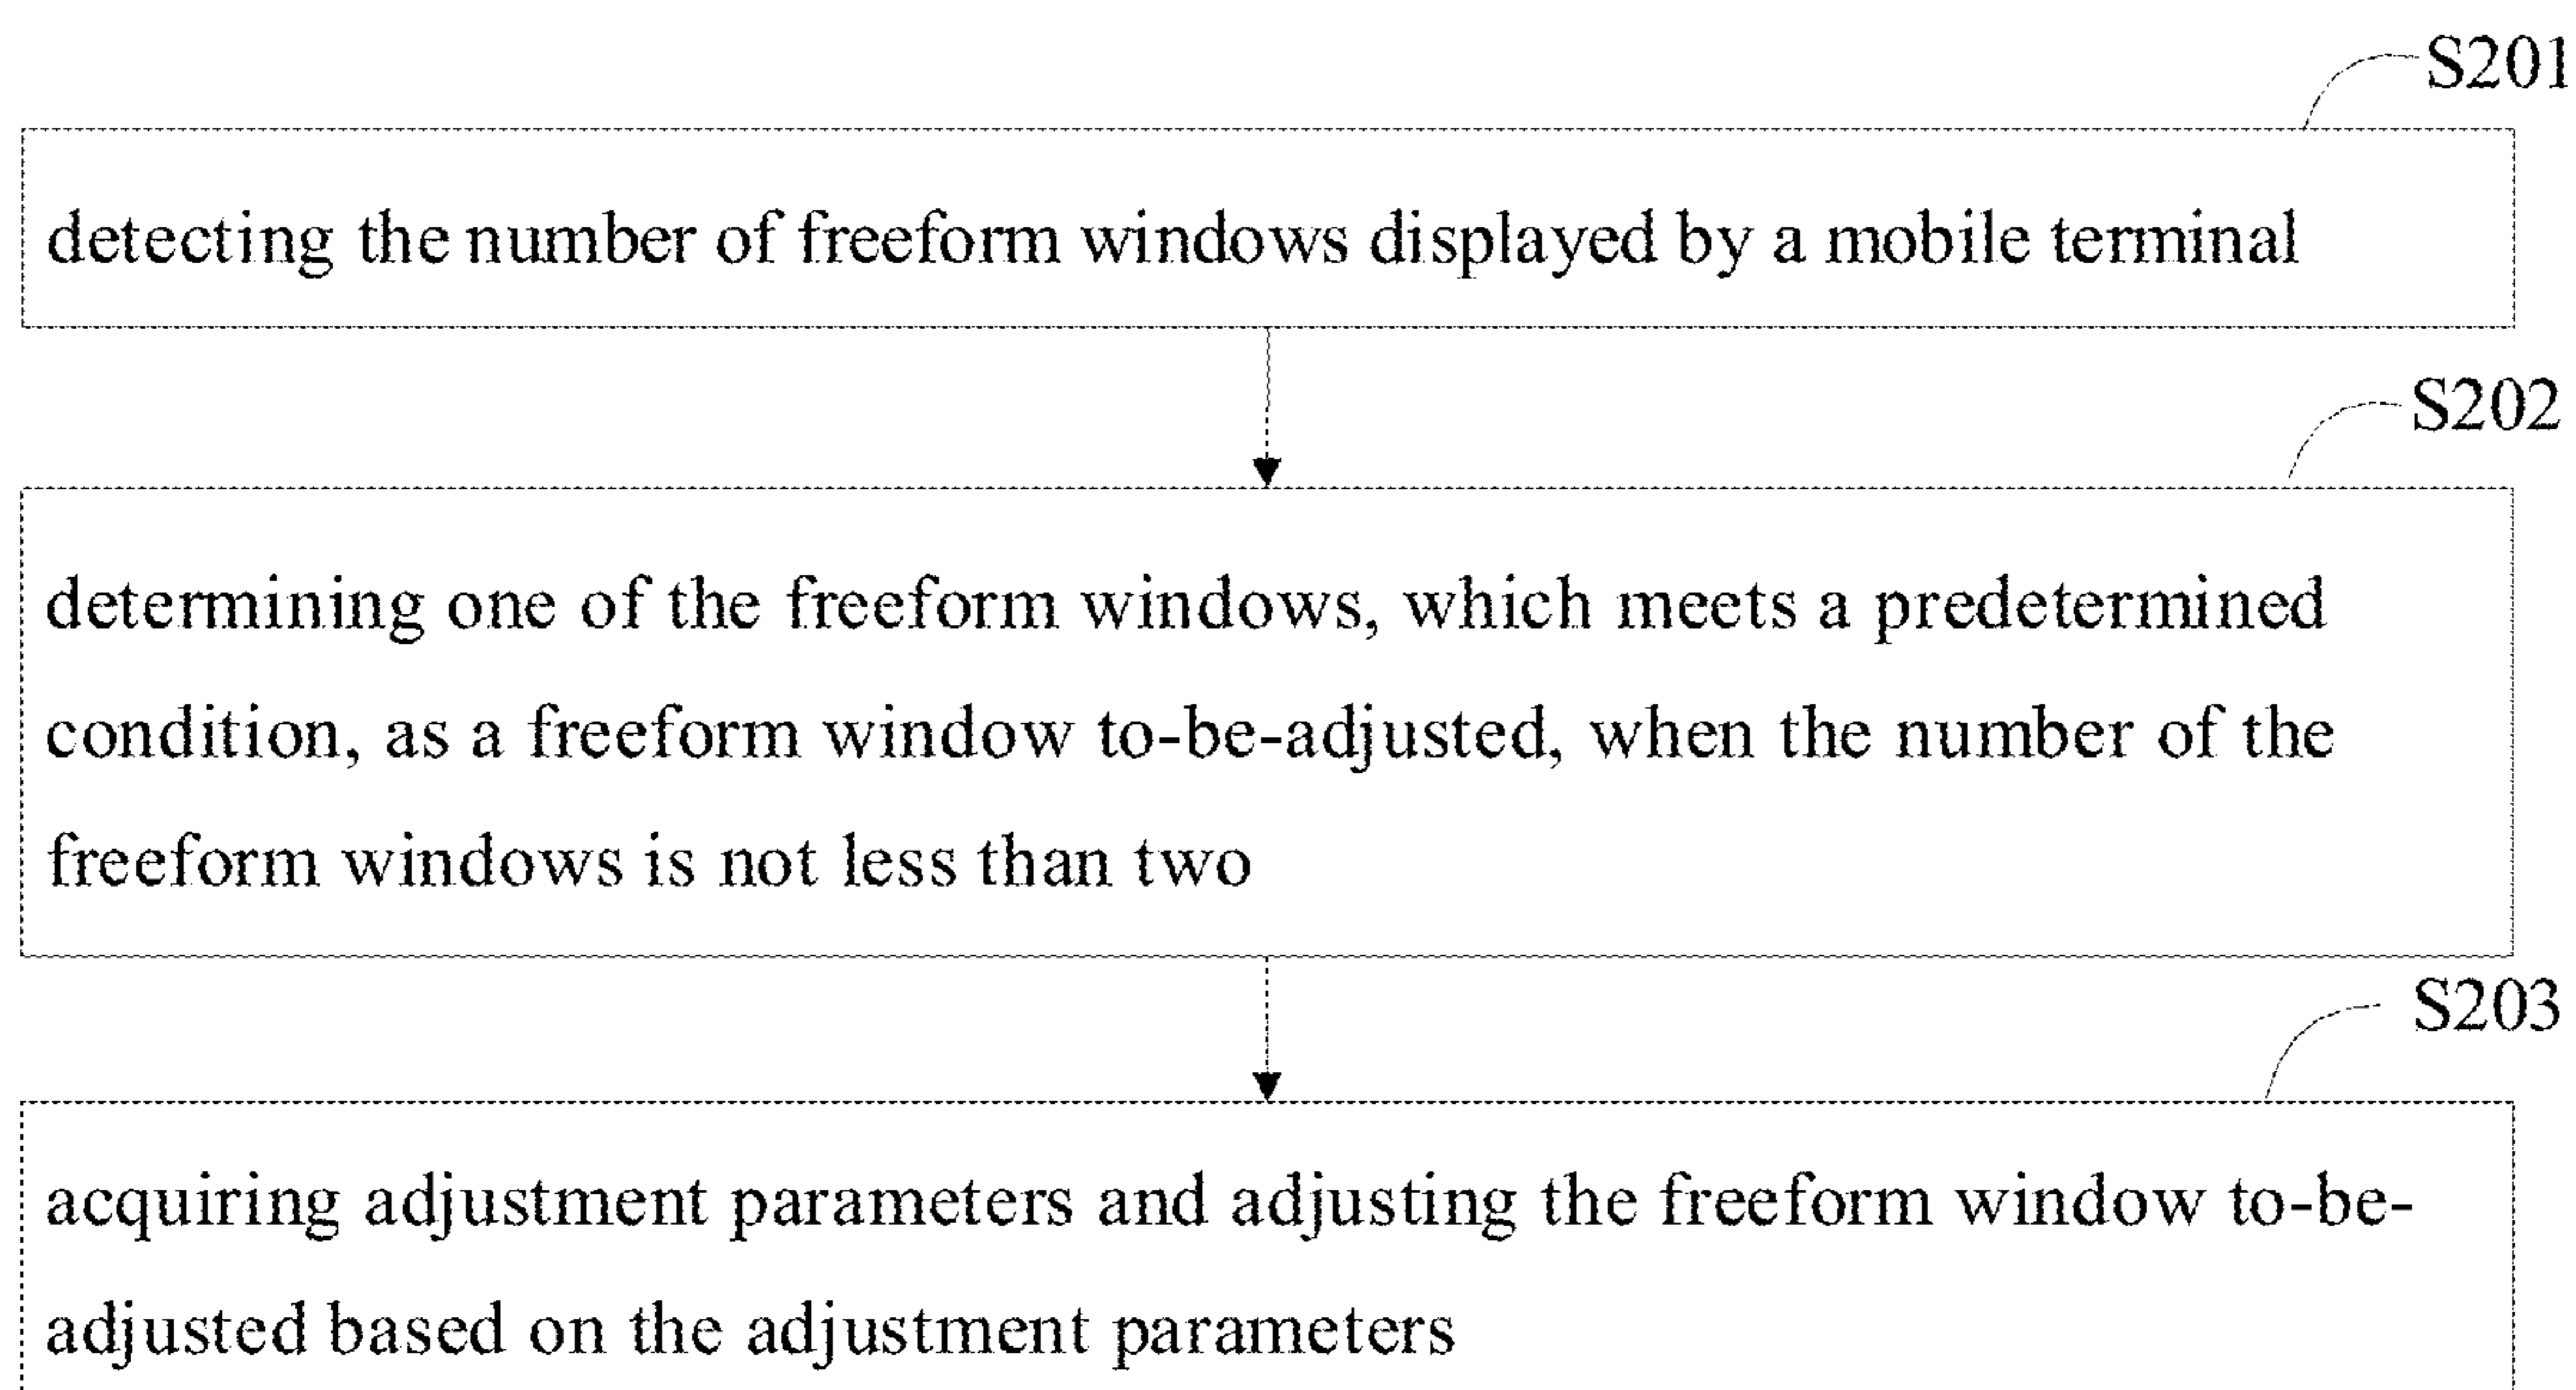 S201
detecting the number of freeform windows displayed by a mobile terminal
S202
determining one of the freeform windows, which meets a predetermined
condition, as a freeform window to-be-adjusted, when the number of the
freeform windows is not less than two
S203
acquiring adjustment parameters and adjusting the freeform window to-be-
adjusted based on the adjustment parameters